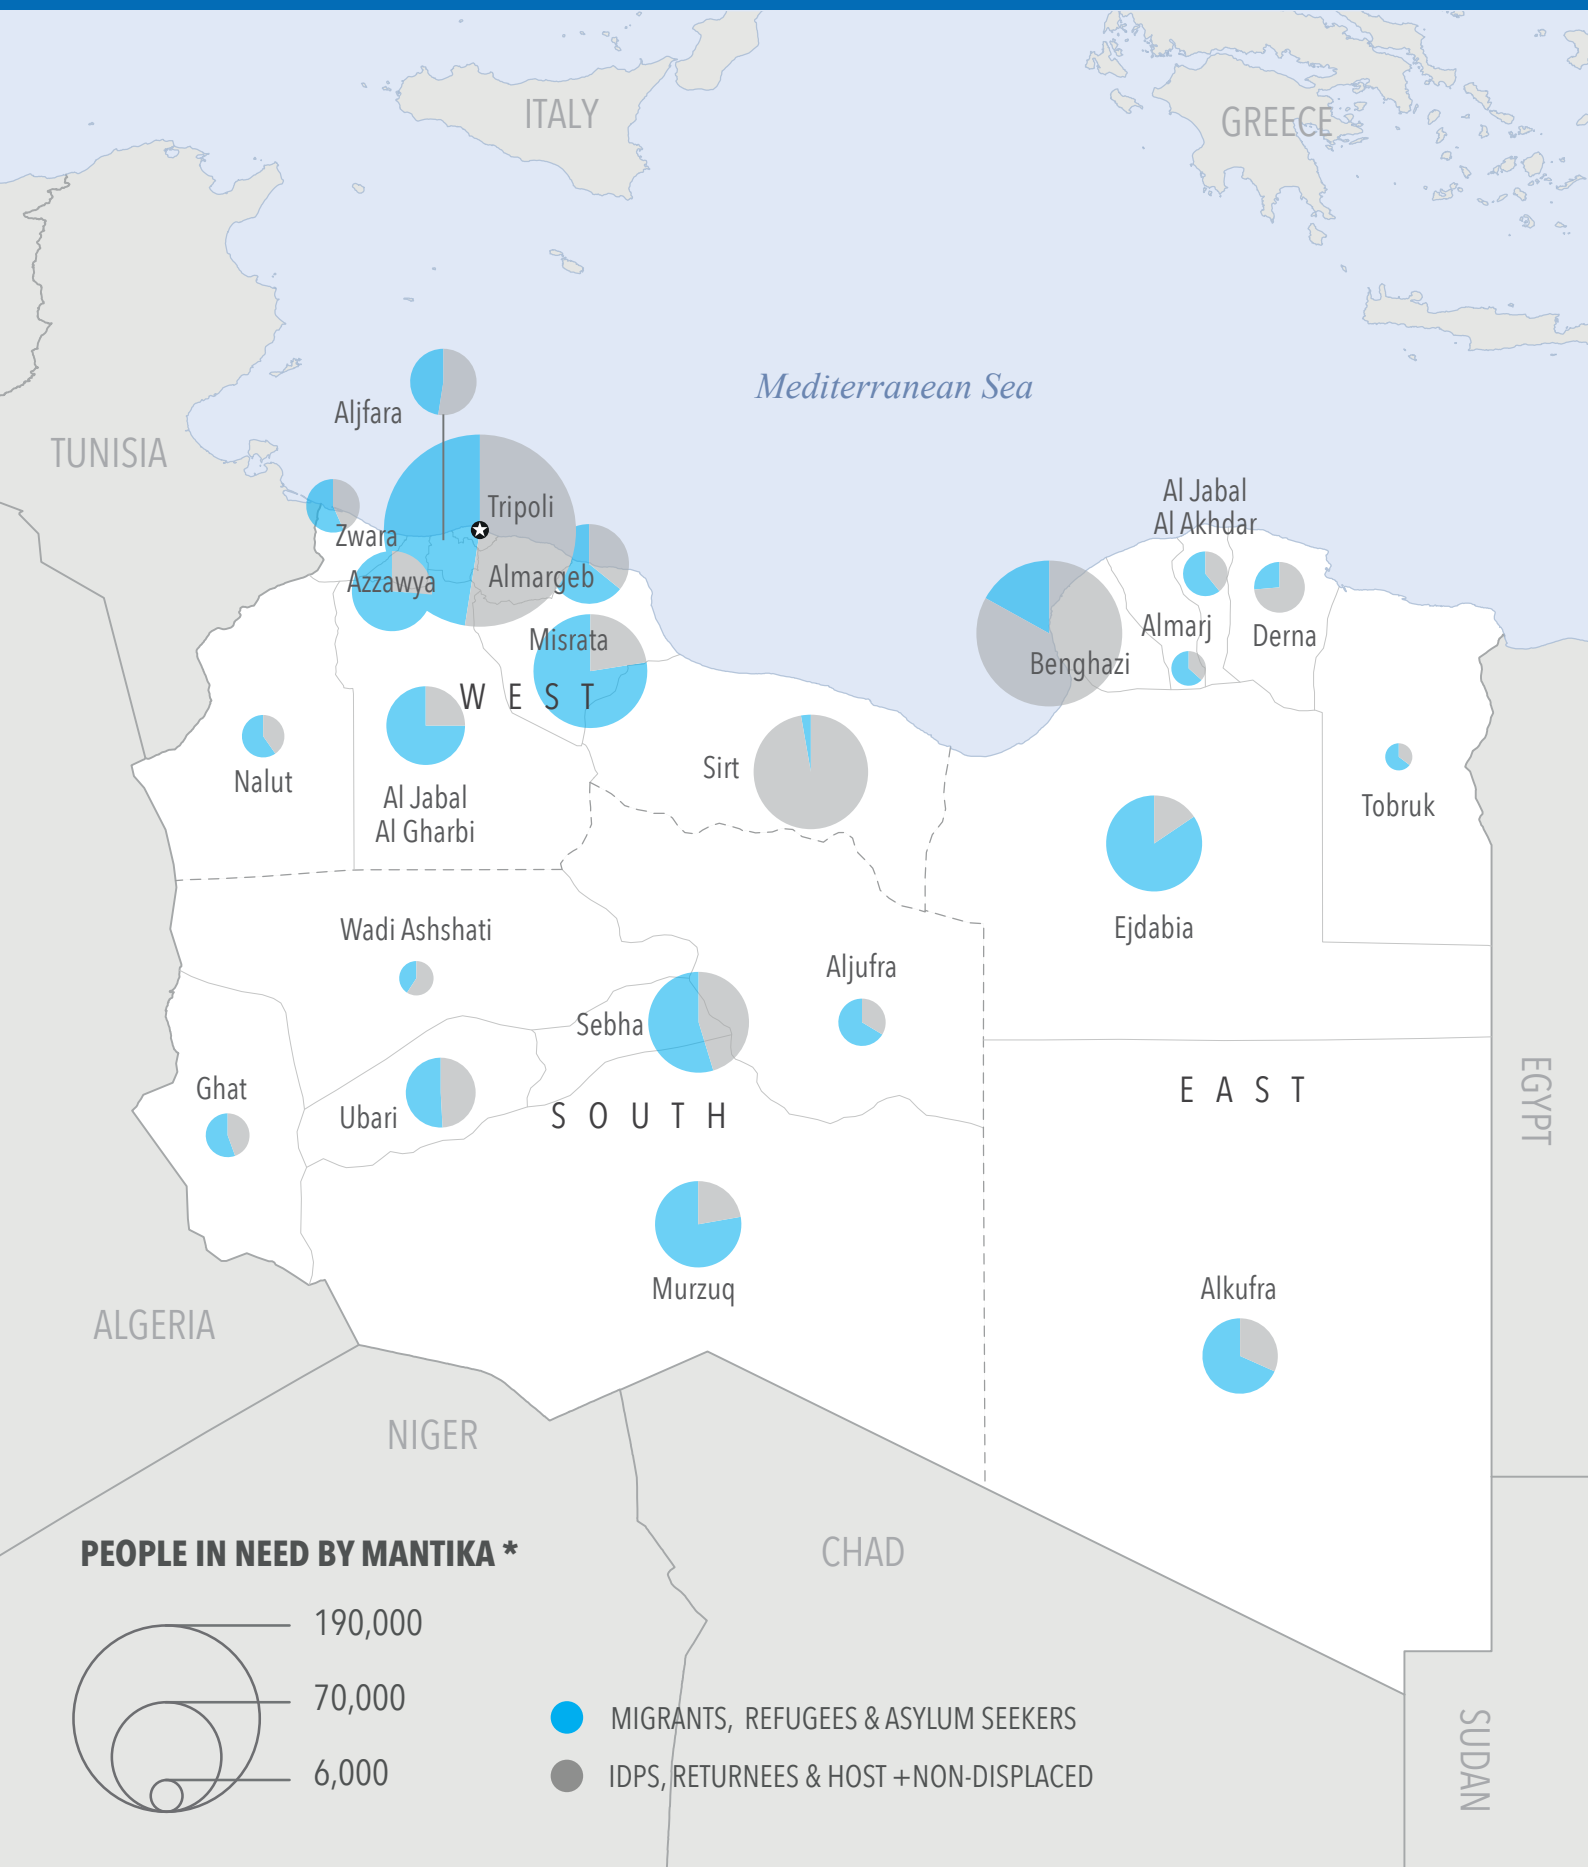 ITALY
GREECE
Mediterranean Sea
Aljfara
TUNISIA
Tripoli
Zwara
Azzawya
Almargeb
Misrata
WEST
Al Jabal
Al Akhdar
Almarj
Derna
Benghazi
Nalut
Al Jabal
Al Gharbi
Sirt
Tobruk
Ejdabia
Wadi Ashshati
Aljufra
Sebha
Ghat
Ubari
SOUTH
EAST
EGYPT
Murzuq
Alkufra
ALGERIA
NIGER
CHAD
SUDAN
PEOPLE IN NEED BY MANTIKA *
190,000
70,000
6,000
MIGRANTS, REFUGEES & ASYLUM SEEKERS
IDPS, RETURNEES & HOST +NON-DISPLACED